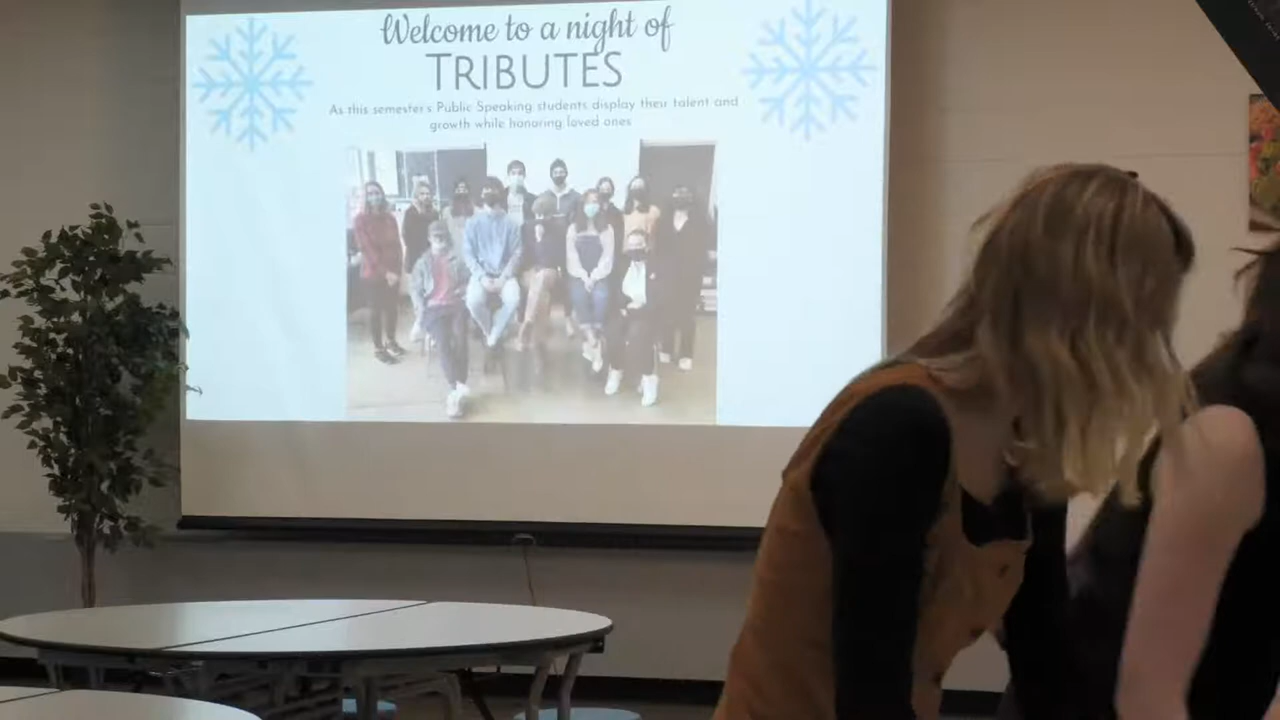 Welcome to a night of
TRIBUTES
As this semester's Public Speaking students display their talent and
growth while honoring loved ones